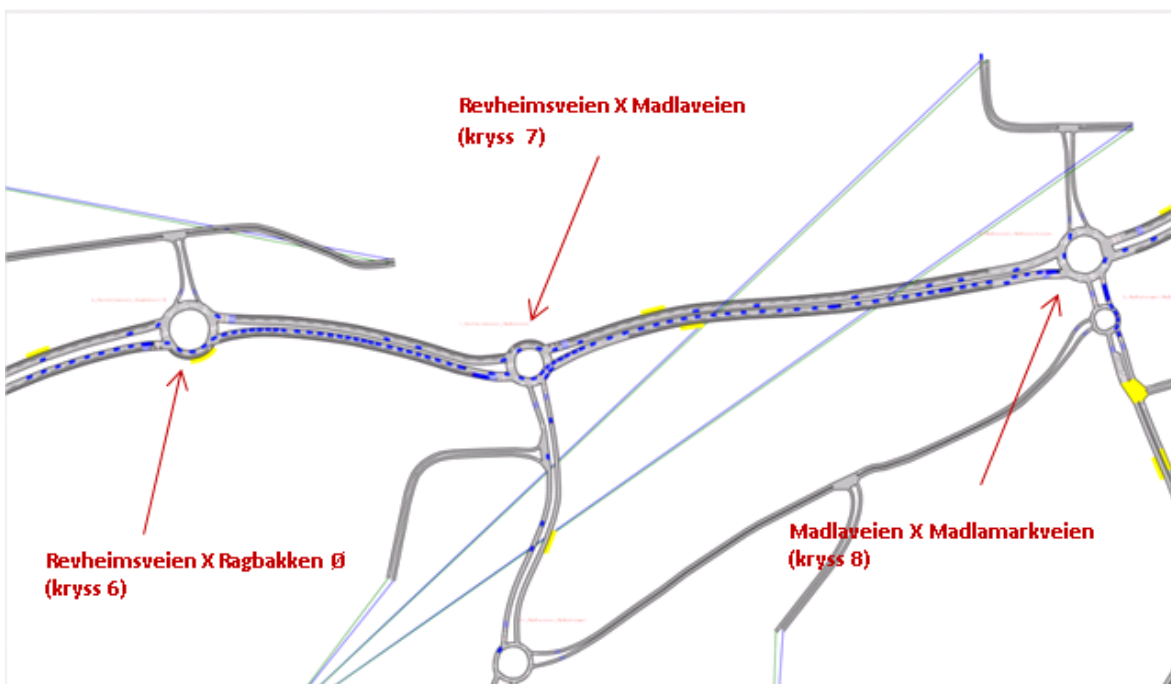 Revheimsveien X Madlaveien
(kryss 7)
Revheimsveien X Ragbakken Ø
(kryss 6)
Madlaveien X Madlamarkveien
(kryss 8)